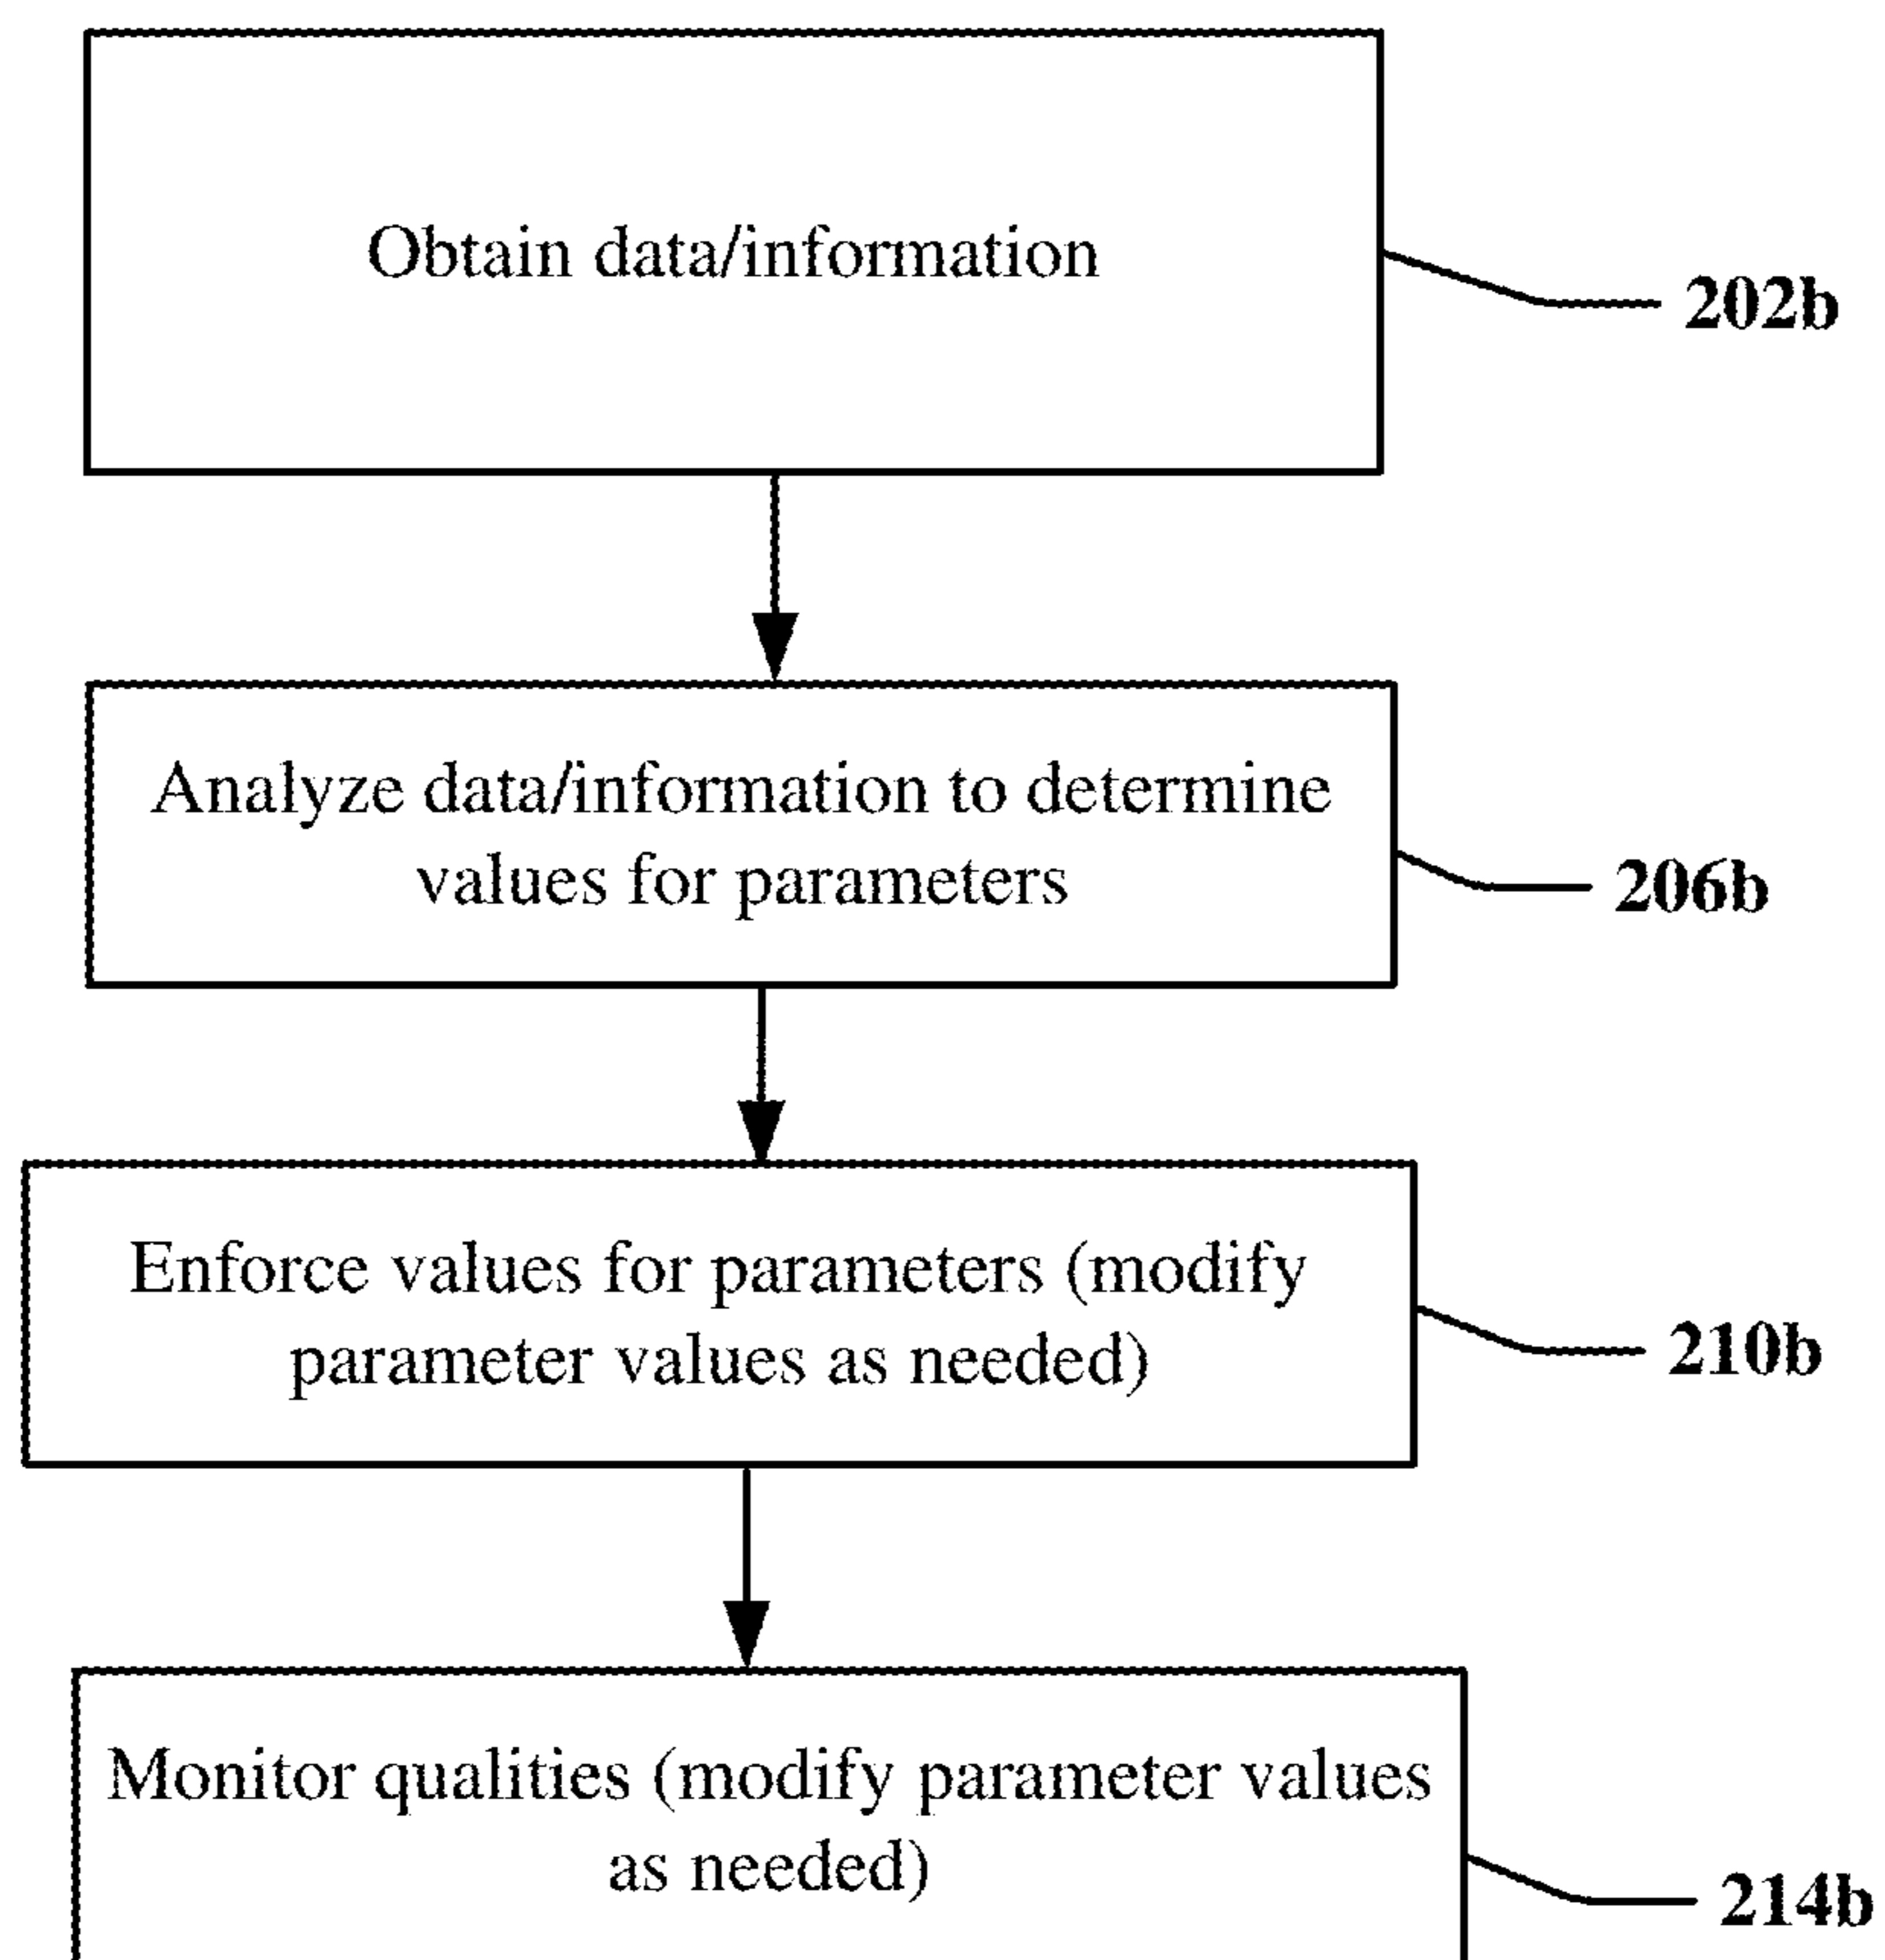 Obtain data/information
202b
Analyze data/information to determine
values for parameters
206b
Enforce values for parameters (modify
parameter values as needed)
210b
Monitor qualities (modify parameter values
as needed)
214b